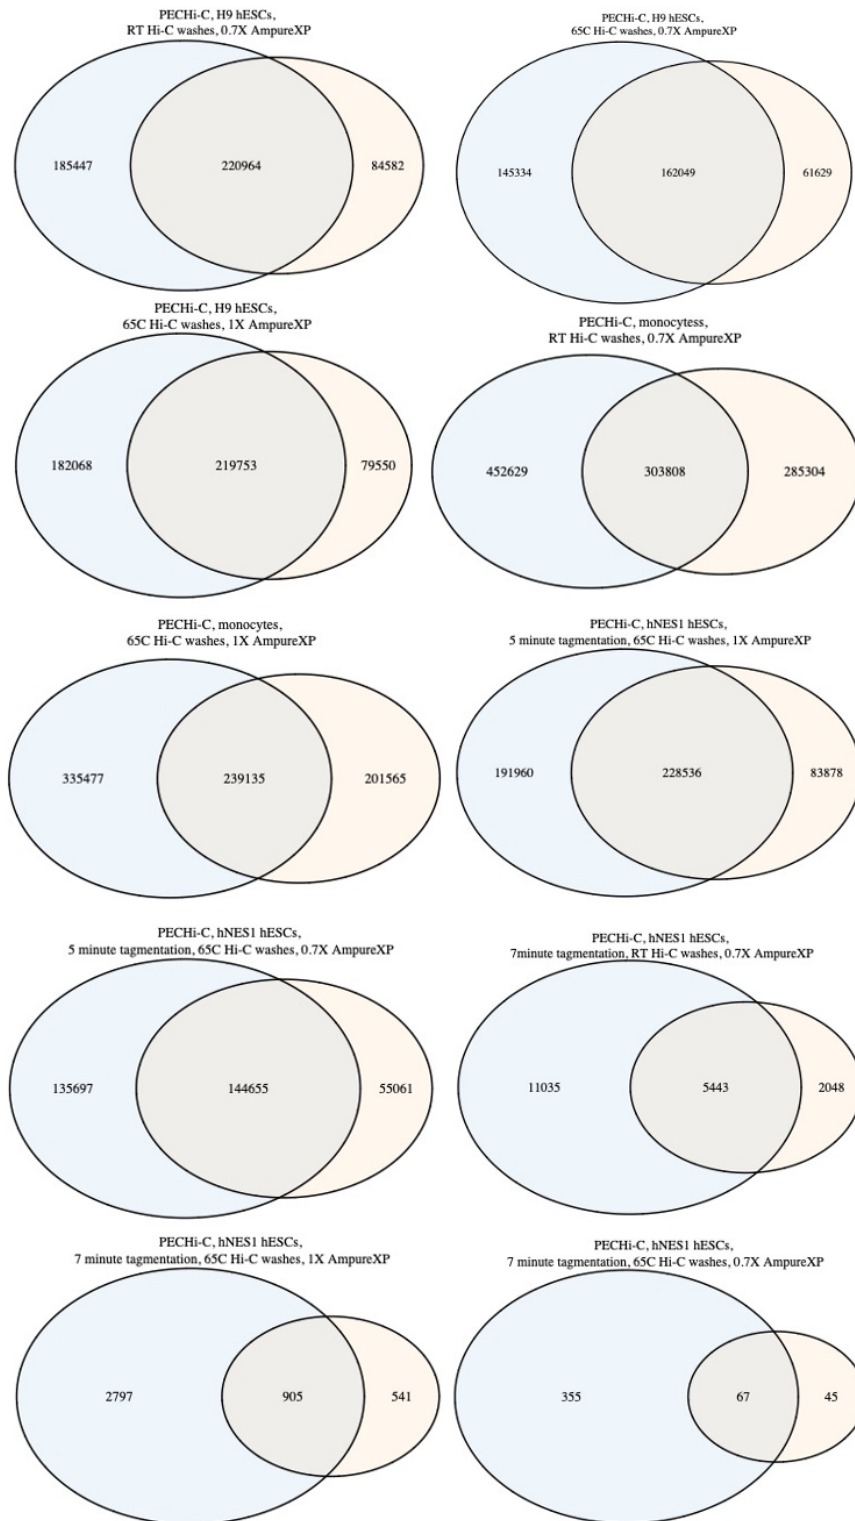 PECHi-C, H9 hESCs,
RT Hi-C washes, 0.7X AmpureXP
185447
220964
84582
PECHi-C, H9 hESCs,
65C Hi-C washes, 0.7X AmpureXP
145334
162049
61629
PECHi-C, H9 hESCs,
65C Hi-C washes, 1X AmpureXP
182068
219753
79550
PECHi-C, monocytess,
RT Hi-C washes, 0.7X AmpureXP
452629
303808
285304
PECHi-C, monocytes,
65C Hi-C washes, 1X AmpureXP
335477
239135
201565
PECHi-C, hNES1 hESCs,
5 minute tagmentation, 65C Hi-C washes, 1X AmpureXP
191960
228536
83878
PECHi-C, hNES1 hESCs,
5 minute tagmentation, 65C Hi-C washes, 0.7X AmpureXP
135697
144655
55061
PECHi-C, hNES1 hESCs,
7minute tagmentation, RT Hi-C washes, 0.7X AmpureXP
11035
5443
2048
PECHi-C, hNES1 hESCs,
7 minute tagmentation, 65C Hi-C washes, 1X AmpureXP
2797
905
541
PECHi-C, hNES1 hESCs,
7 minute tagmentation, 65C Hi-C washes, 0.7X AmpureXP
355
67
45